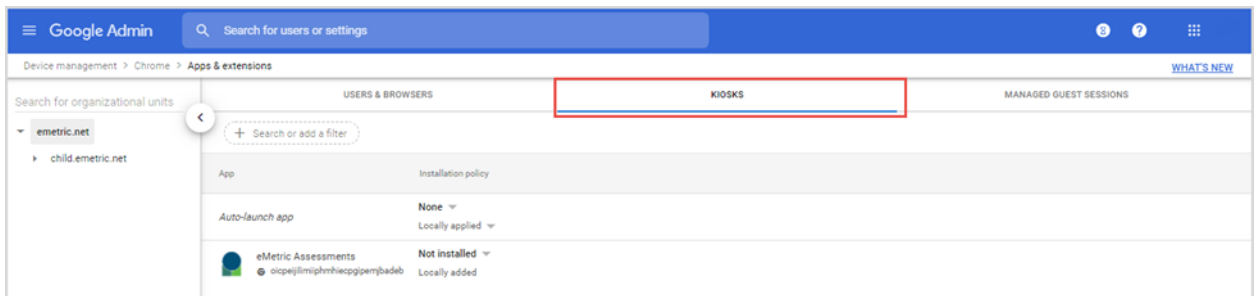 Google Admin
Search for users or settings
Device management > Chrome > Apps & extensions
WHAT'S NEW
Search for organizational units
USERS & BROWSERS
KIOSKS
MANAGED GUEST SESSIONS
emetric.net
Search or add a filter
child.emetric.net
App
Installation policy
Auto-launch app
None
Locally applied
eMetric Assessments
Not installed
oicpeijilimiiphmhiecpgipemjbadeb
Locally added